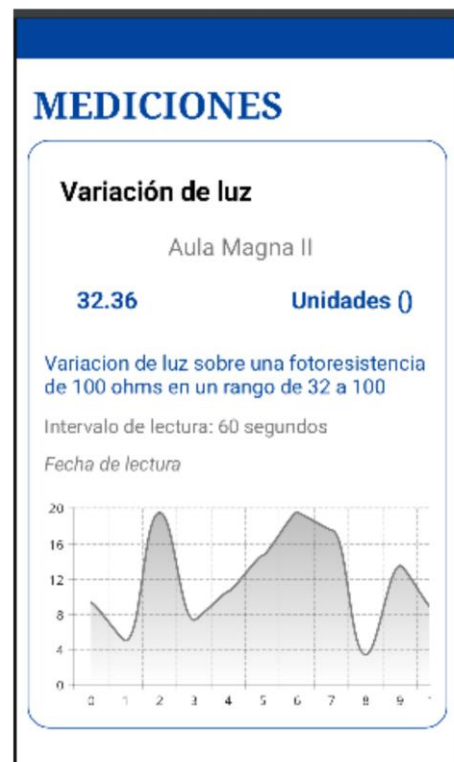 MEDICIONES
Variación de luz
Aula Magna II
32.36 Unidades ()
Variacion de luz sobre una fotoresistencia
de 100 ohms en un rango de 32 a 100
Intervalo de lectura: 60 segundos
Fecha de lectura
20
16
12
8
4
0
0 1 2 3 4 5 6 7 8 9